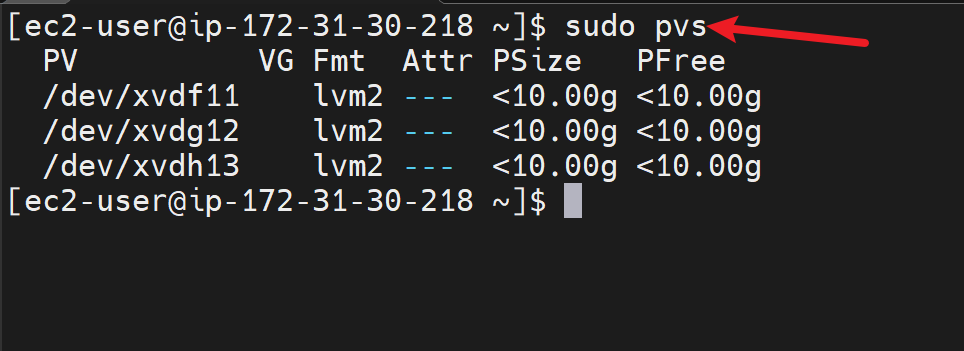 [ec2-user@ip-172-31-30-218 ~]$ sudo pvs
  PV          VG Fmt  Attr PSize   PFree
  /dev/xvdf11    lvm2 ---  <10.00g <10.00g
  /dev/xvdg12    lvm2 ---  <10.00g <10.00g
  /dev/xvdh13    lvm2 ---  <10.00g <10.00g
[ec2-user@ip-172-31-30-218 ~]$